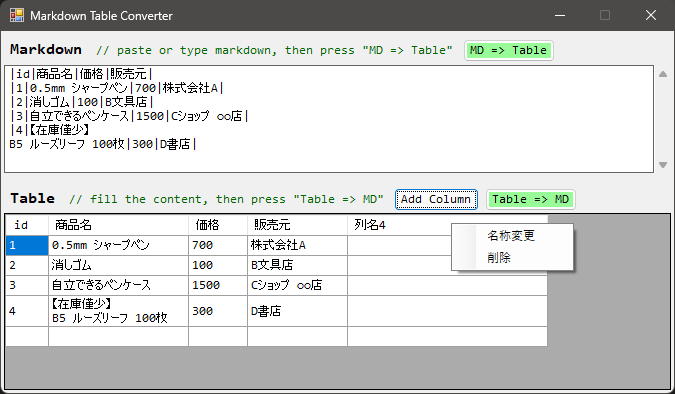 Markdown Table Converter
Markdown // paste or type markdown, then press "MD => Table" MD => Table
|id|商品名|価格|販売元|
|1|0.5mm シャープペン|700|株式会社A|
|2|消しゴム|100|B文具店|
|3|自立できるペンケース|1500|Cショップ ○○店|
|4|【在庫僅少】
B5 ルーズリーフ 100枚|300|D書店|
Table // fill the content, then press "Table => MD" Add Column Table => MD
id 商品名 価格 販売元 列名4
1 0.5mm シャープペン 700 株式会社A
名称変更
2 消しゴム 100 B文具店
削除
3 自立できるペンケース 1500 Cショップ ○○店
4 【在庫僅少】
B5 ルーズリーフ 100枚 300 D書店